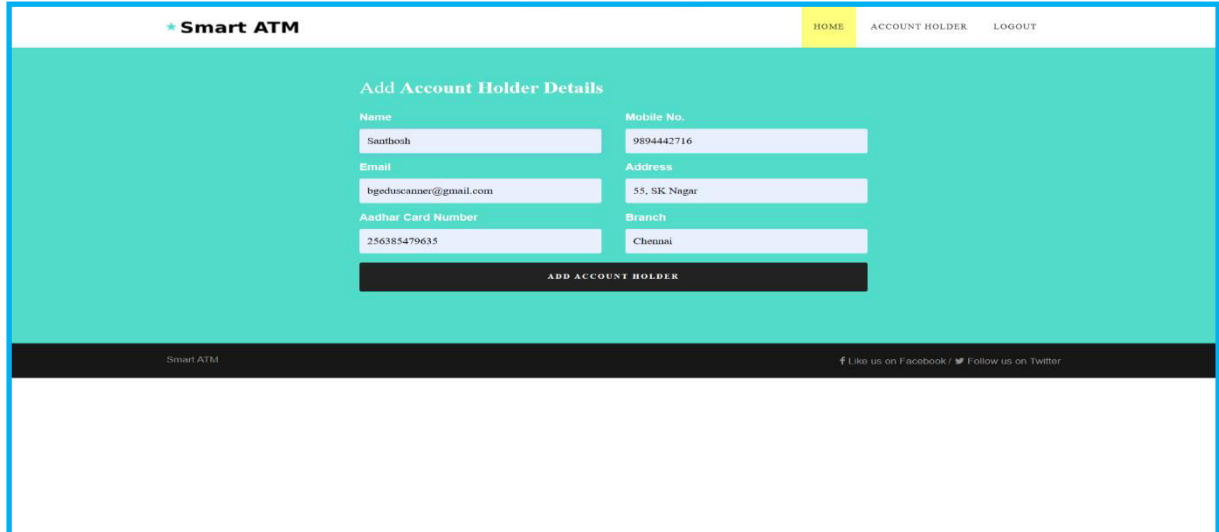 Smart ATM
HOME ACCOUNT HOLDER LOGOUT
Add Account Holder Details
Name Mobile No.
Santhosh 9894442716
Email Address
bgeduscanner@gmail.com 55, SK Nagar
Aadhar Card Number Branch
256385479635 Chennai
ADD ACCOUNT HOLDER
Smart ATM Like us on Facebook / Follow us on Twitter